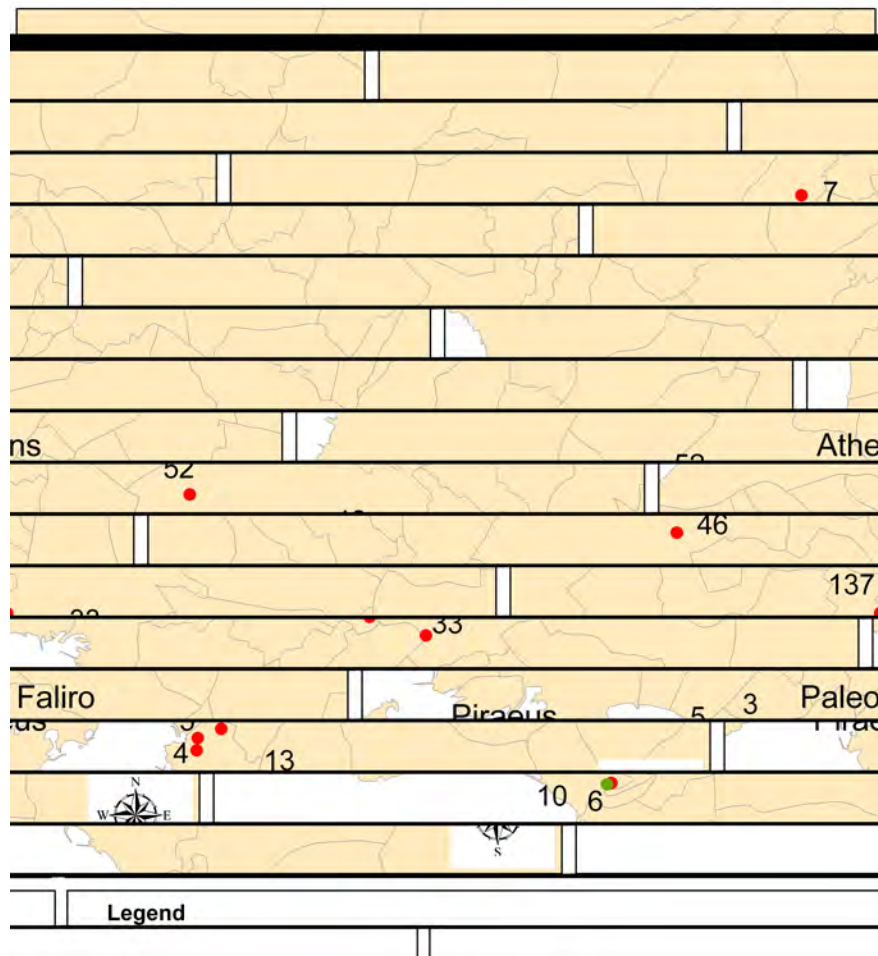 7
ns Athe
52
46
137
33
Faliro Paleo
Piraeus 5 3
4 13
N
W E
10 6
S
Legend